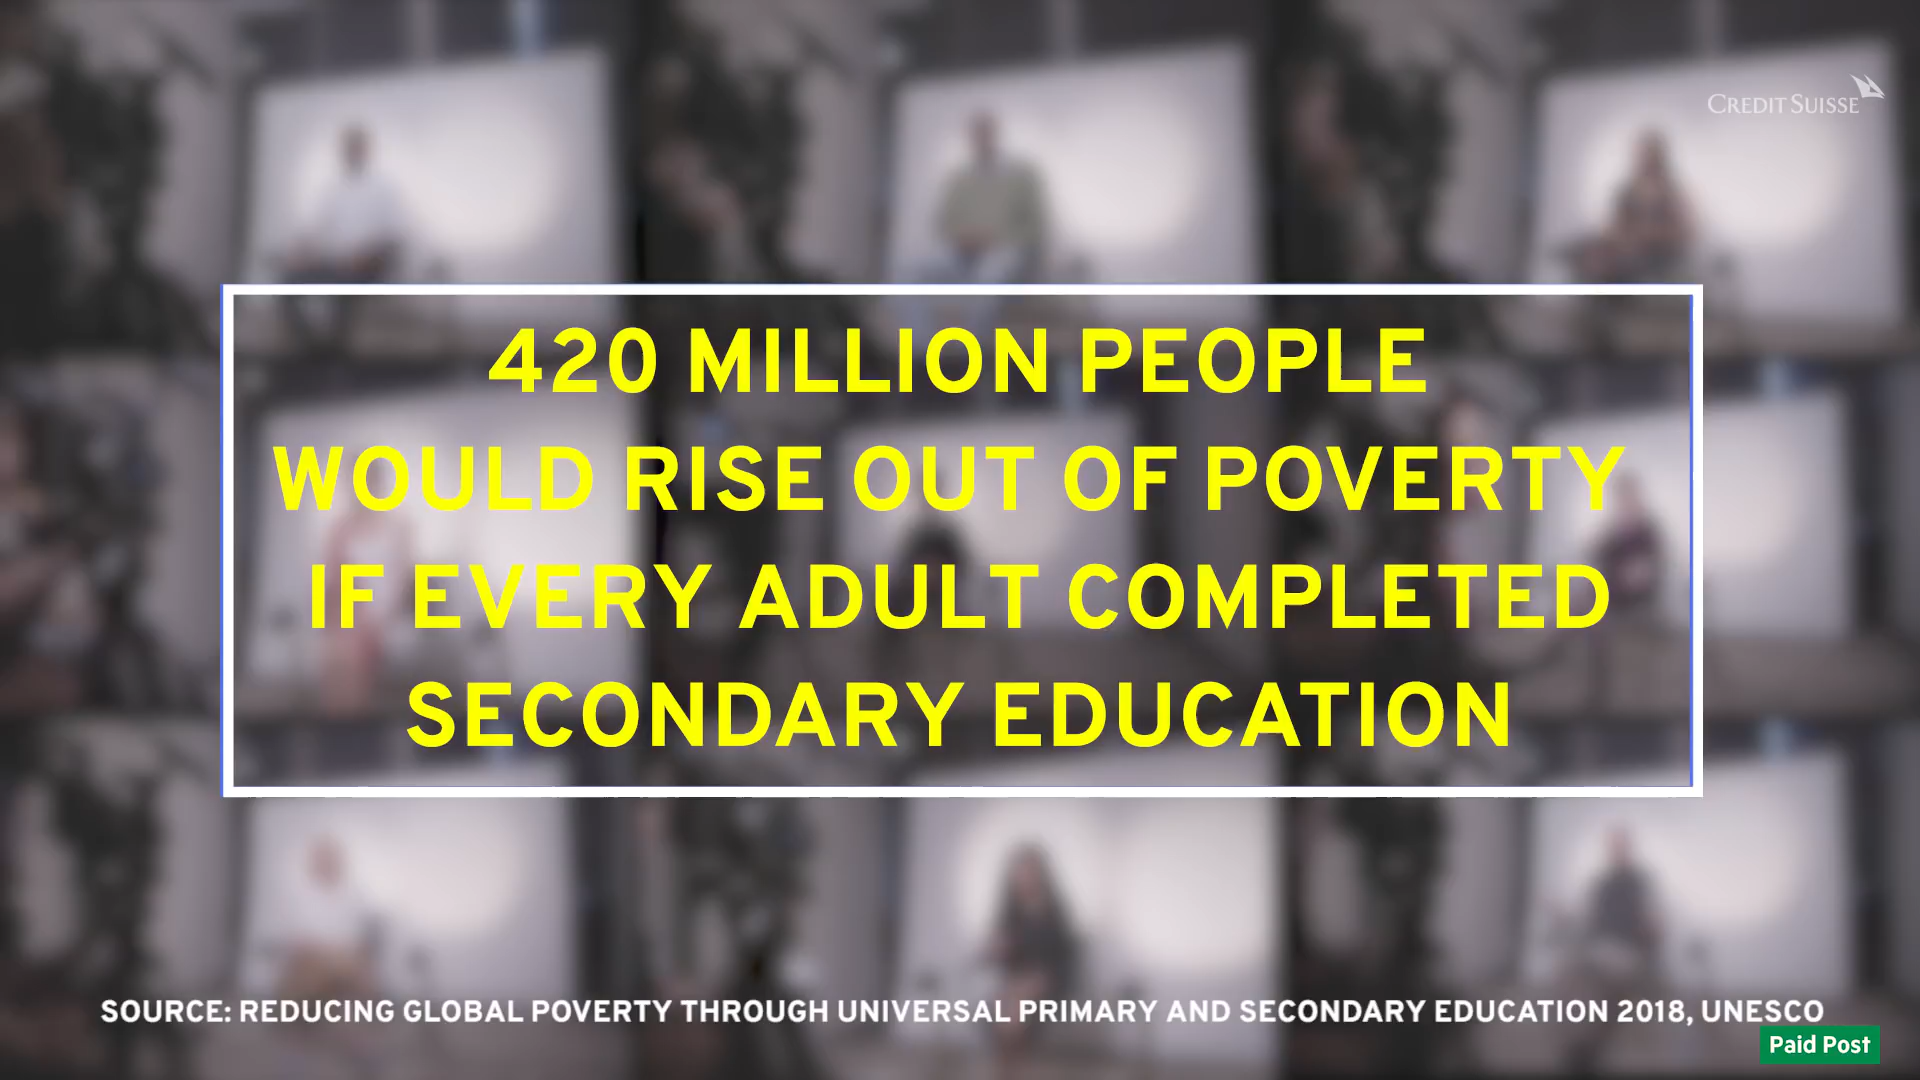 CREDIT SUISSE
420 MILLION PEOPLE
WOULD RISE OUT OF POVERTY
IF EVERY ADULT COMPLETED
SECONDARY EDUCATION
SOURCE: REDUCING GLOBAL POVERTY THROUGH UNIVERSAL PRIMARY AND SECONDARY EDUCATION 2018, UNESCO
Paid Post